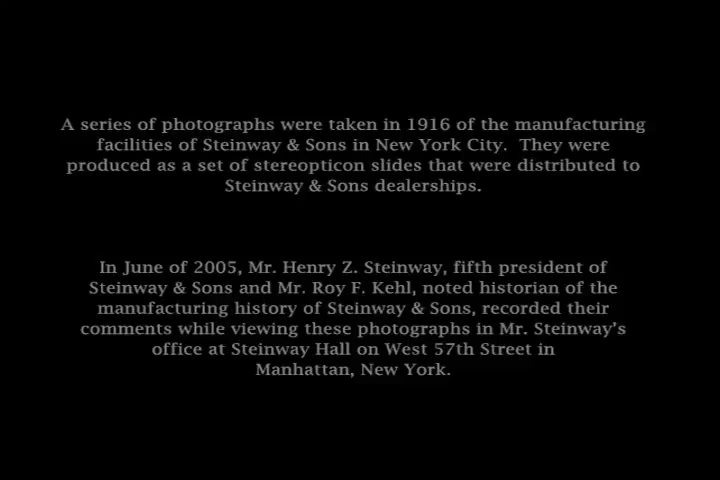 A series of photographs were taken in 1916 of the manufacturing
facilities of Steinway & Sons in New York City.  They were
produced as a set of stereopticon slides that were distributed to
Steinway & Sons dealerships.
In June of 2005, Mr. Henry Z. Steinway, fifth president of
Steinway & Sons and Mr. Roy F. Kehl, noted historian of the
manufacturing history of Steinway & Sons, recorded their
comments while viewing these photographs in Mr. Steinway's
office at Steinway Hall on West 57th Street in
Manhattan, New York.